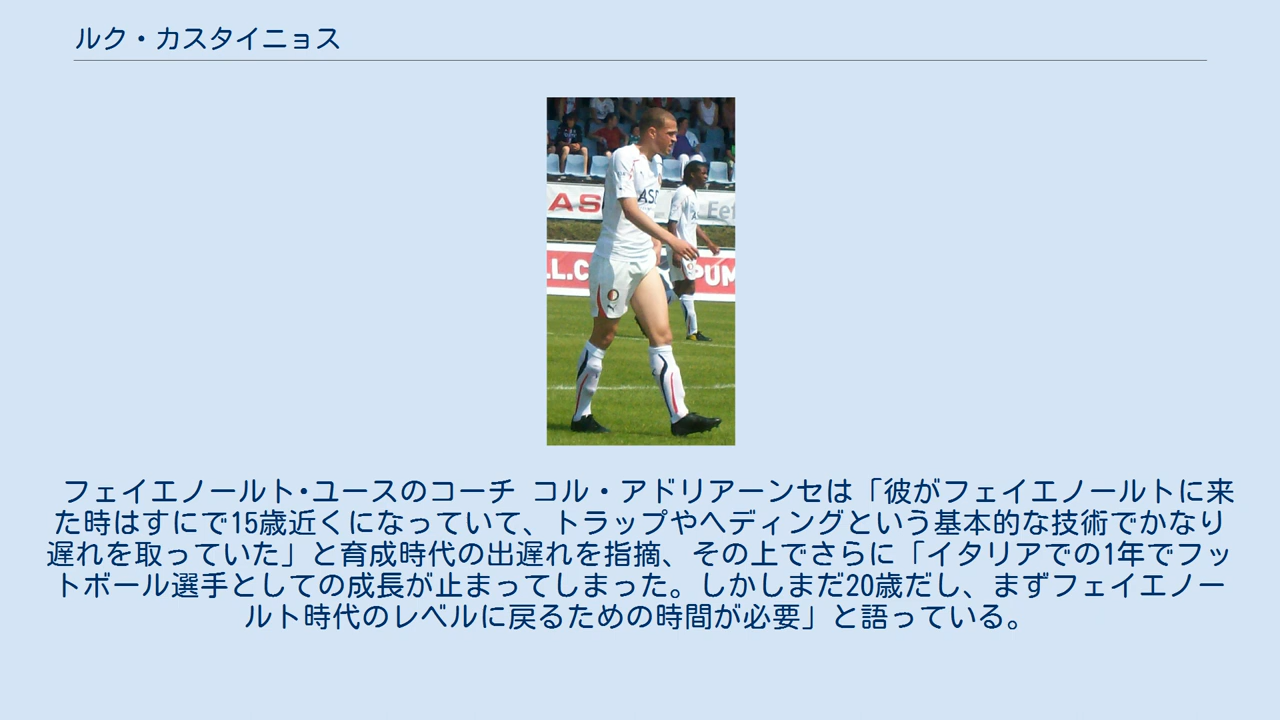 ルク・カスタイニョス
AS
ASR
Eef
L.C
PUM
フェイエノールト・ユースのコーチ コル・アドリアーンセは「彼がフェイエノールトに来
た時はすにで15歳近くになっていて、トラップやヘディングという基本的な技術でかなり
遅れを取っていた」と育成時代の出遅れを指摘、その上でさらに「イタリアでの1年でフッ
トボール選手としての成長が止まってしまった。しかしまだ20歳だし、まずフェイエノー
ルト時代のレベルに戻るための時間が必要」と語っている。